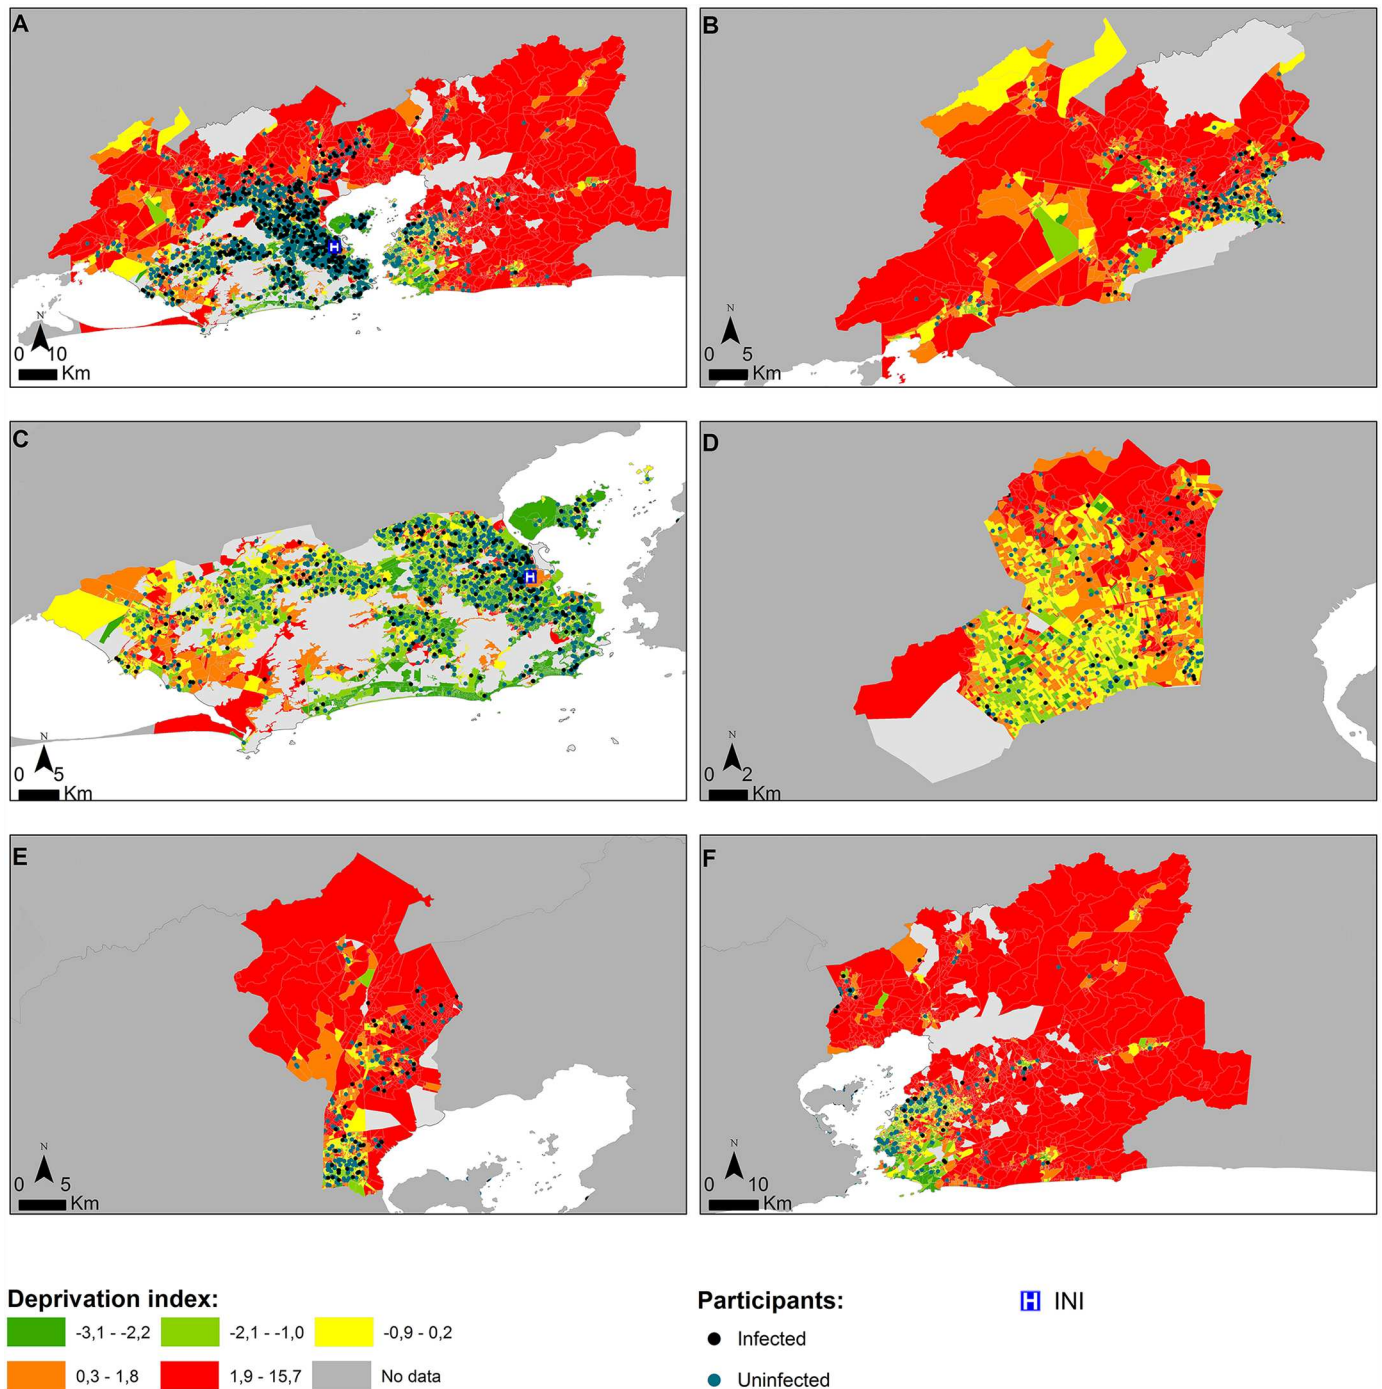 A
N
0 10
Km
B
N
0 5
Km
C
N
0 5
Km
D
N
0 2
Km
E
N
0 5
Km
F
N
0 10
Km
Deprivation index:
-3,1 - -2,2
-2,1 - -1,0
-0,9 - 0,2
0,3 - 1,8
1,9 - 15,7
No data
Participants:
Infected
Uninfected
H INI
H
H